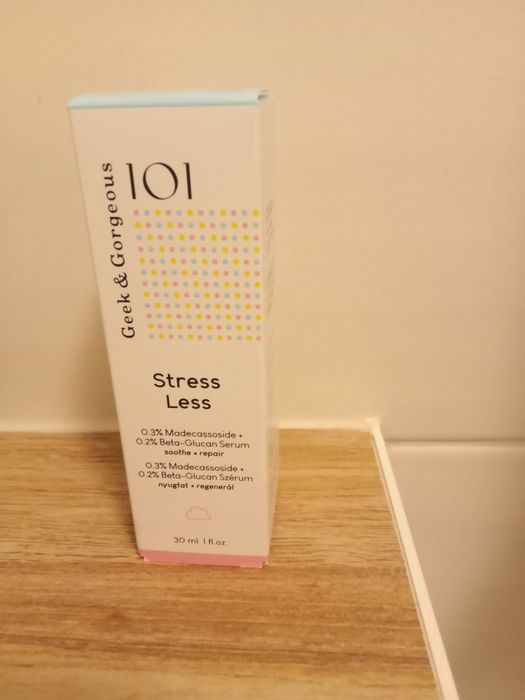 Geek & Gorgeous
101
Stress
Less
0.3% Madecassoside +
0.2% Beta-Glucan Serum
soothe • repair
0.3% Madecassoside +
0.2% Beta-Glucan Szérum
nyugtat • regenerál
30 ml 1 fl.oz.